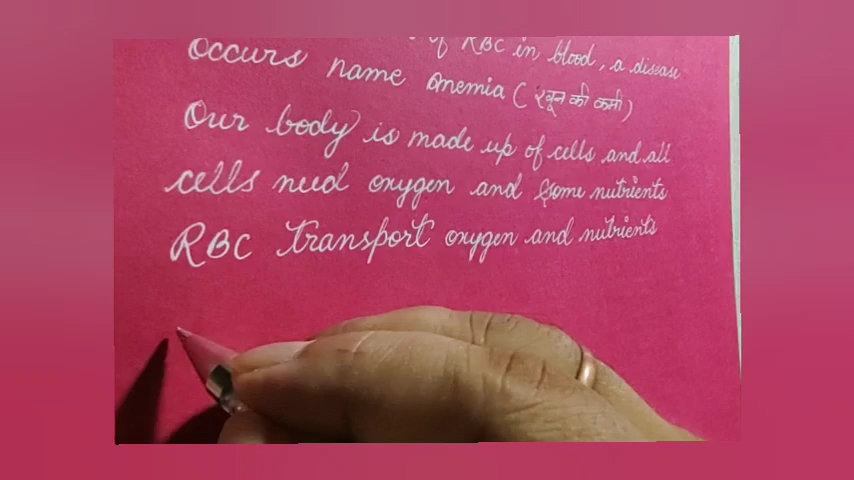 of RBC in blood, a disease
Occurs name anemia (खून की कमी)
Our body is made up of cells and all
cells need oxygen and some nutrients
RBC transport oxygen and nutrients